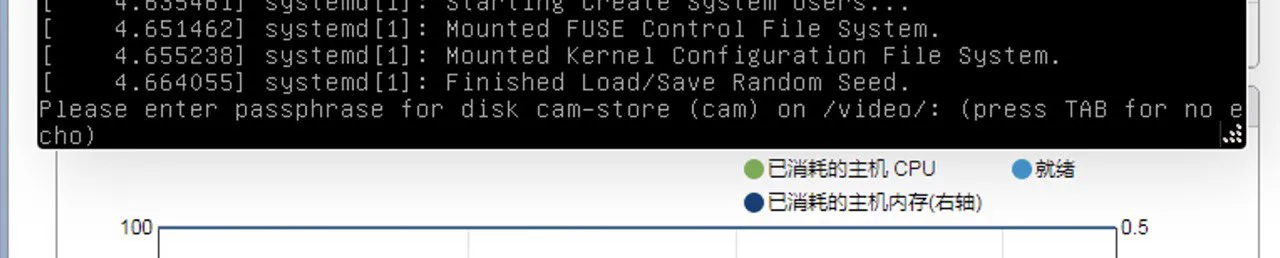 [    4.635461] systemd[1]: Starting Create System Users...
[    4.651462] systemd[1]: Mounted FUSE Control File System.
[    4.655238] systemd[1]: Mounted Kernel Configuration File System.
[    4.664055] systemd[1]: Finished Load/Save Random Seed.
Please enter passphrase for disk cam-store (cam) on /video/: (press TAB for no e
cho)
已消耗的主机 CPU
就绪
已消耗的主机内存(右轴)
100
0.5